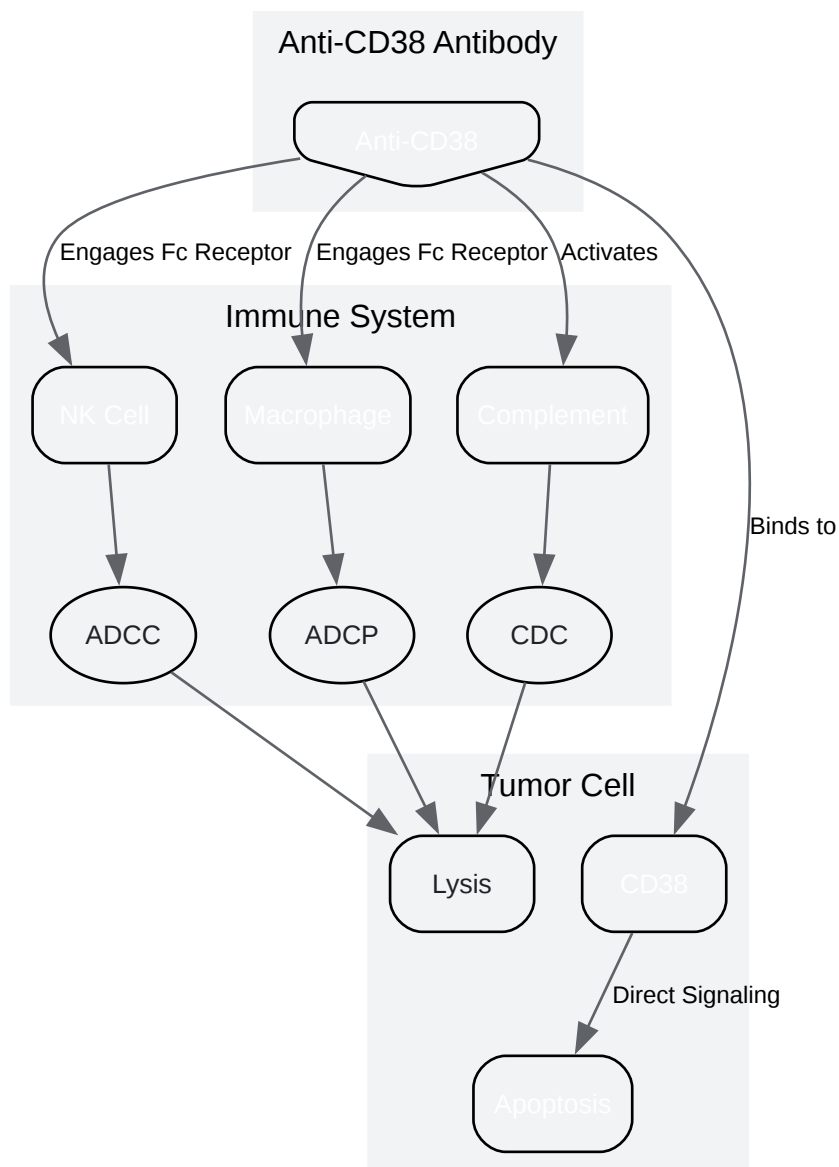 Anti-CD38 Antibody
Anti-CD38
Engages Fc Receptor
Engages Fc Receptor
Activates
Immune System
NK Cell
Macrophage
Complement
Binds to
ADCC
ADCP
CDC
Tumor Cell
Lysis
CD38
Direct Signaling
Apoptosis